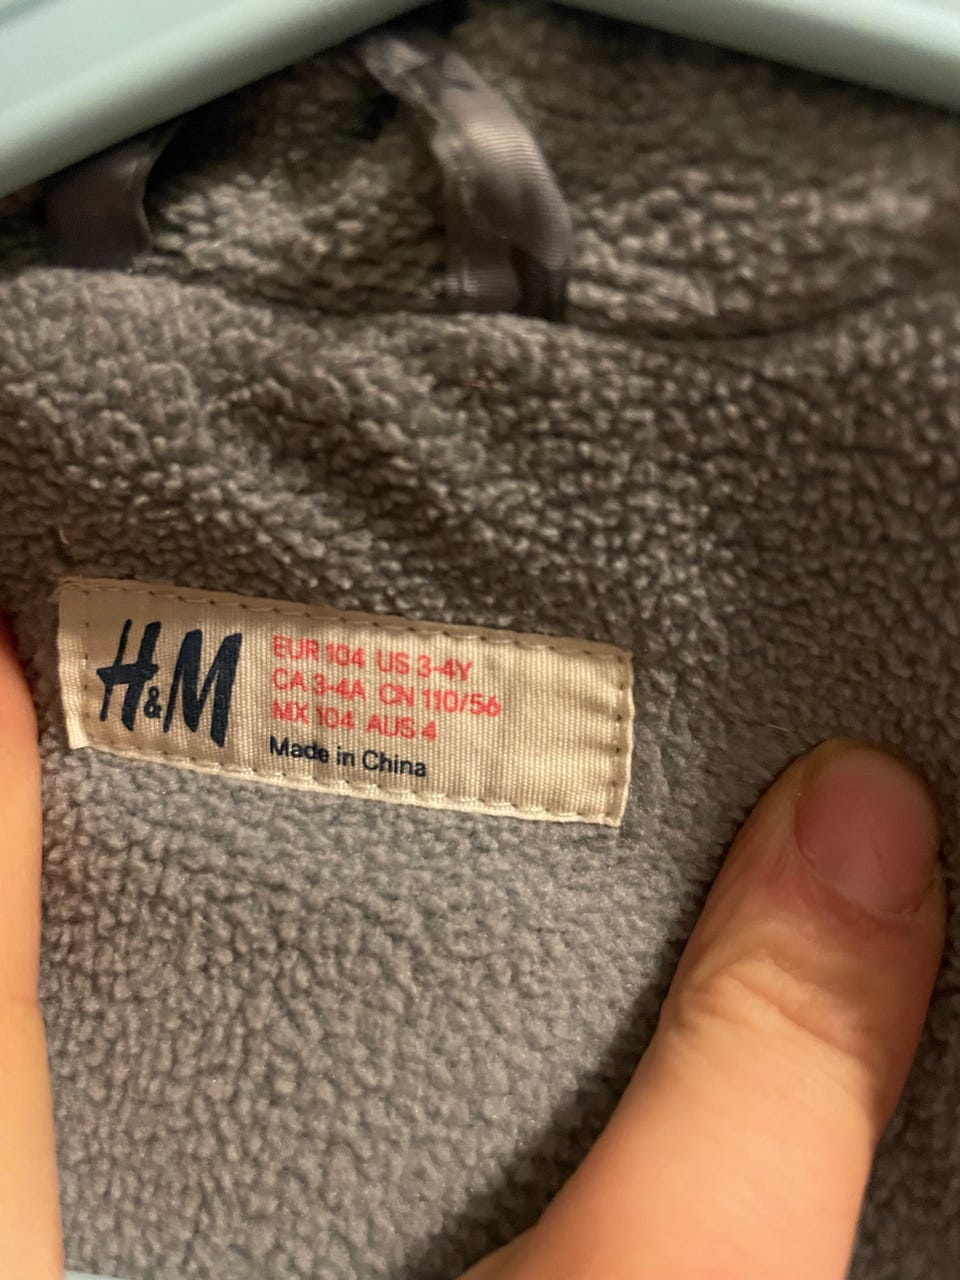 H&M
EUR 104 US 3-4Y
CA 3-4A CN 110/56
MX 104 AUS 4
Made in China